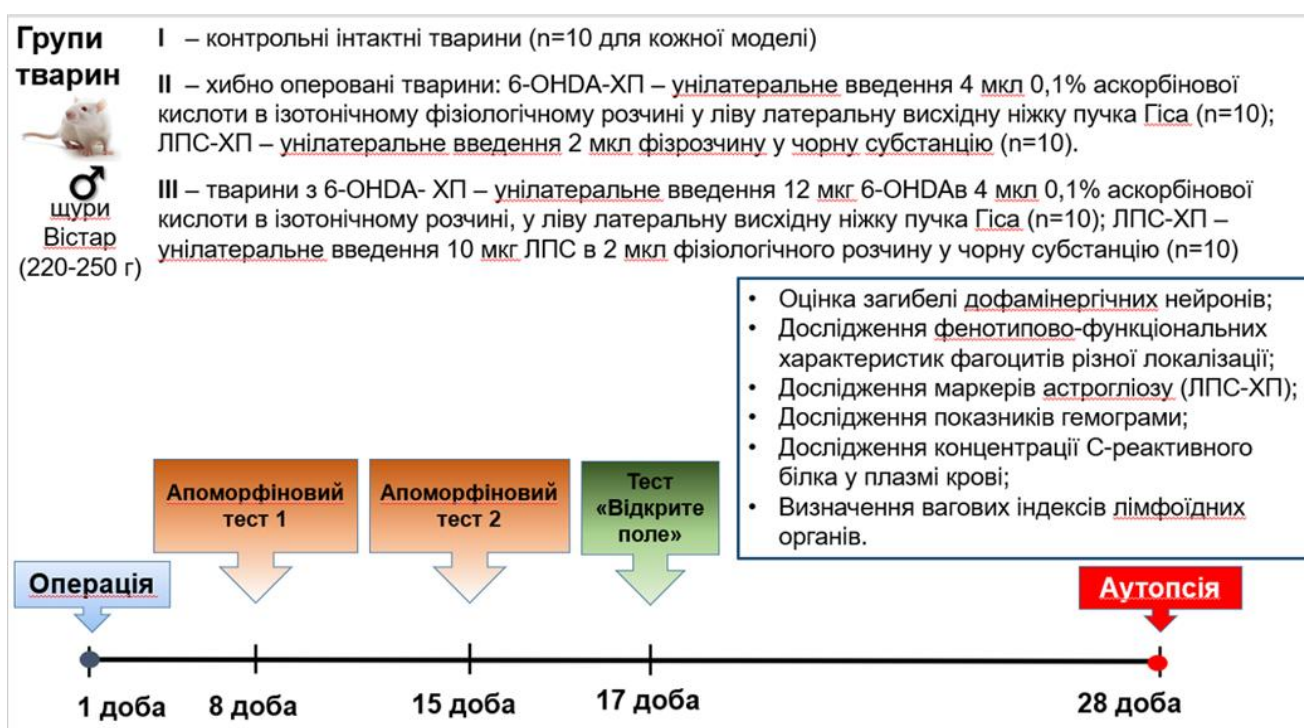 Групи
тварин
I – контрольні інтактні тварини (n=10 для кожної моделі)
II – хибно оперовані тварини: 6-OHDA-ХП – унілатеральне введення 4 мкл 0,1% аскорбінової
кислоти в ізотонічному фізіологічному розчині у ліву латеральну висхідну ніжку пучка Гіса (n=10);
ЛПС-ХП – унілатеральне введення 2 мкл фізрозчину у чорну субстанцію (n=10).
щури
Вістар
(220-250 г)
III – тварини з 6-OHDA- ХП – унілатеральне введення 12 мкг 6-OHDAв 4 мкл 0,1% аскорбінової
кислоти в ізотонічному розчині, у ліву латеральну висхідну ніжку пучка Гіса (n=10); ЛПС-ХП –
унілатеральне введення 10 мкг ЛПС в 2 мкл фізіологічного розчину у чорну субстанцію (n=10)
• Оцінка загибелі дофамінергічних нейронів;
• Дослідження фенотипово-функціональних
характеристик фагоцитів різної локалізації;
• Дослідження маркерів астрогліозу (ЛПС-ХП);
• Дослідження показників гемограми;
• Дослідження концентрації С-реактивного
білка у плазмі крові;
• Визначення вагових індексів лімфоїдних
органів.
Операція
Апоморфіновий
тест 1
Апоморфіновий
тест 2
Тест
«Відкрите
поле»
Аутопсія
1 доба
8 доба
15 доба
17 доба
28 доба